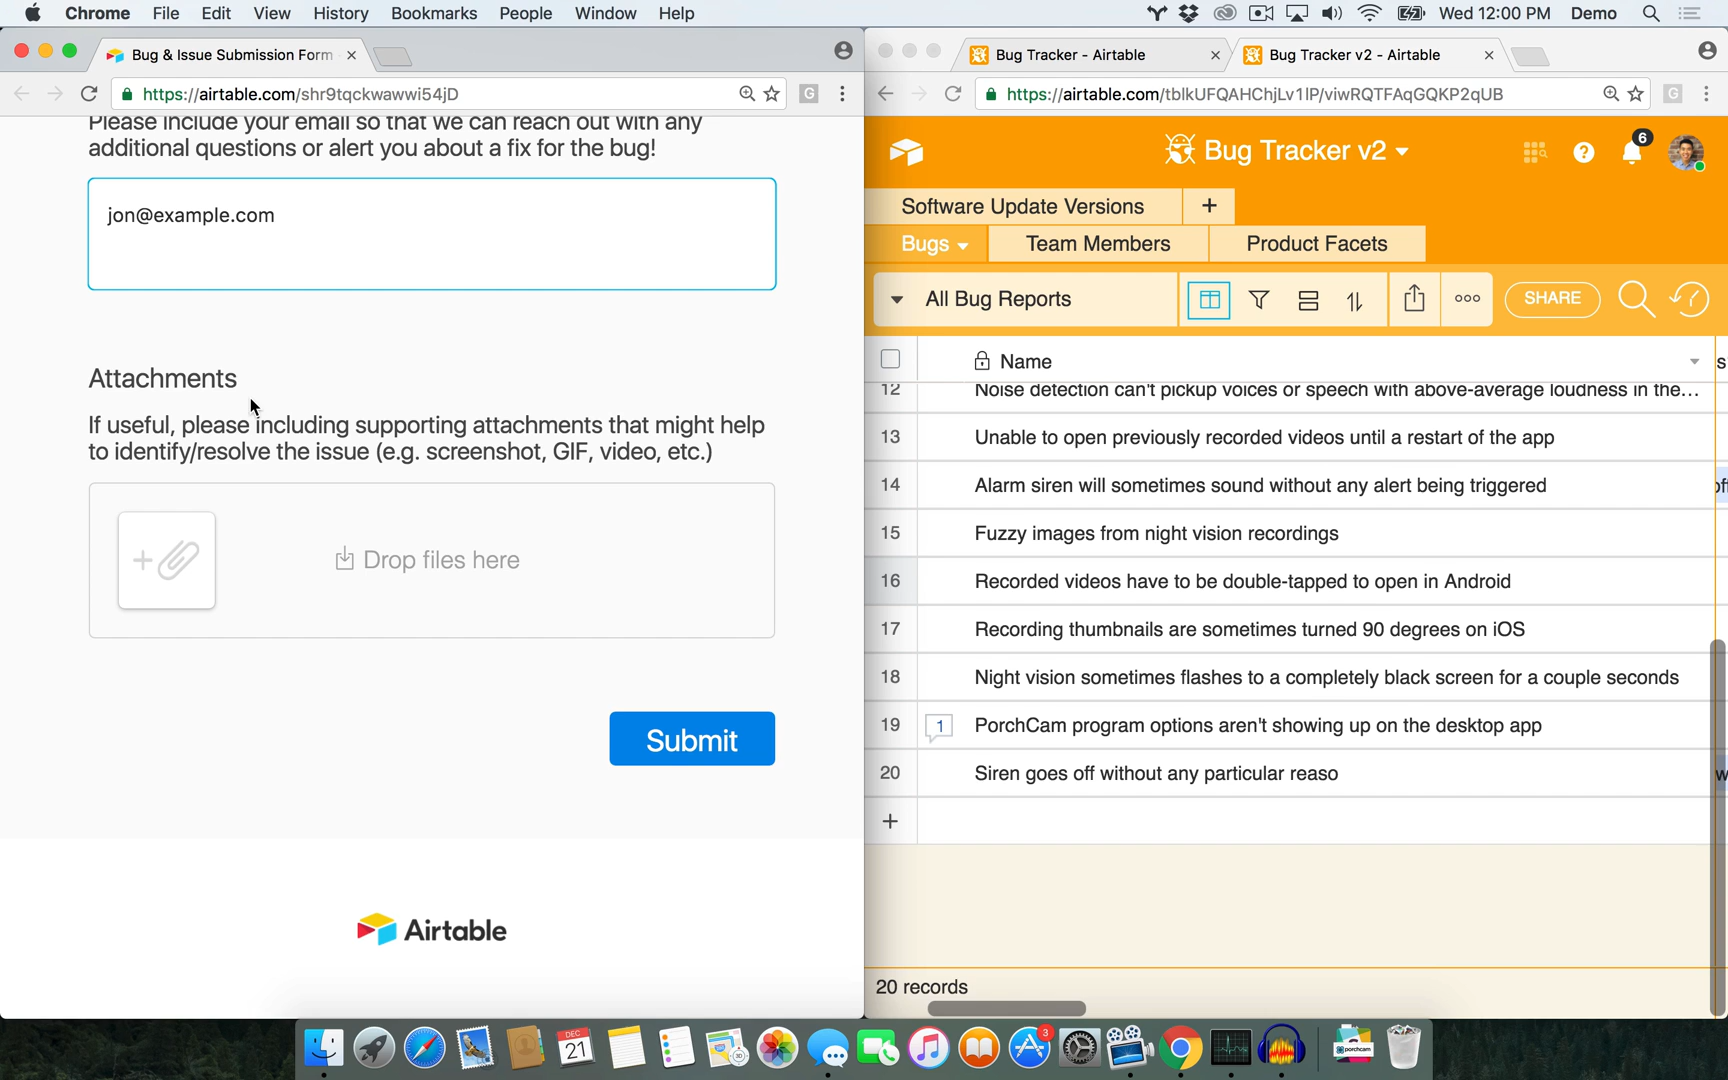 Chrome File Edit View History Bookmarks People Window Help
Wed 12:00 PM Demo
Bug & Issue Submission Form
https://airtable.com/shr9tqckwawwi54jD
Please include your email so that we can reach out with any
additional questions or alert you about a fix for the bug!
jon@example.com
Attachments
If useful, please including supporting attachments that might help
to identify/resolve the issue (e.g. screenshot, GIF, video, etc.)
Drop files here
Submit
Airtable
Bug Tracker - Airtable
Bug Tracker v2 - Airtable
https://airtable.com/tblkUFQAHChjLv1lP/viwRQTFAqGQKP2qUB
Bug Tracker v2
6
Software Update Versions +
Bugs Team Members Product Facets
All Bug Reports
SHARE
Name
12 Noise detection can't pickup voices or speech with above-average loudness in the...
13 Unable to open previously recorded videos until a restart of the app
14 Alarm siren will sometimes sound without any alert being triggered
15 Fuzzy images from night vision recordings
16 Recorded videos have to be double-tapped to open in Android
17 Recording thumbnails are sometimes turned 90 degrees on iOS
18 Night vision sometimes flashes to a completely black screen for a couple seconds
19 1 PorchCam program options aren't showing up on the desktop app
20 Siren goes off without any particular reaso
+
20 records
DEC
21
3
porchcam